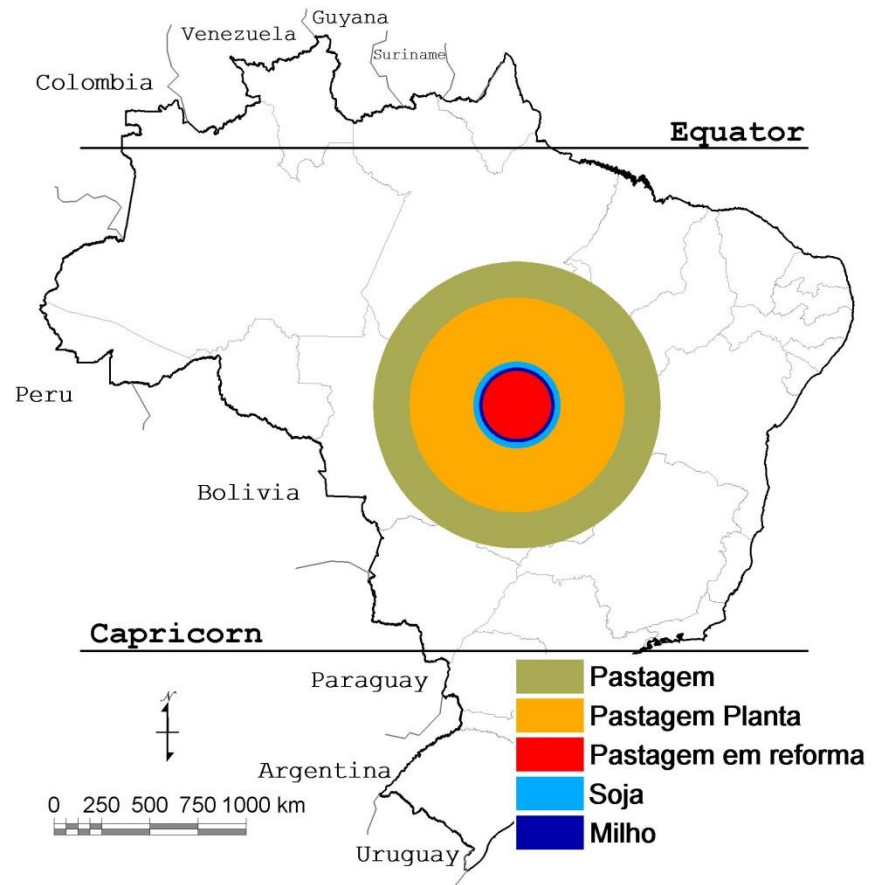 Guyana
Venezuela
Suriname
Colombia
Equator
Peru
Bolivia
Capricorn
Paraguay
Pastagem
Pastagem Planta
N
Pastagem em reforma
Argentina
Soja
0 250 500 750 1000 km
Milho
Uruguay